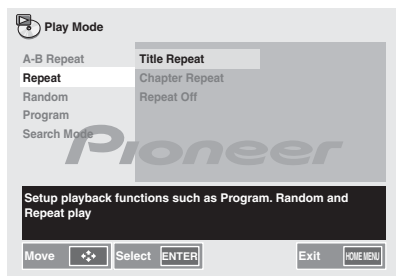 Play Mode
A-B Repeat
Repeat
Random
Program
Search Mode
Title Repeat
Chapter Repeat
Repeat Off
Pioneer
Setup playback functions such as Program. Random and
Repeat play
Move Select ENTER Exit HOME MENU